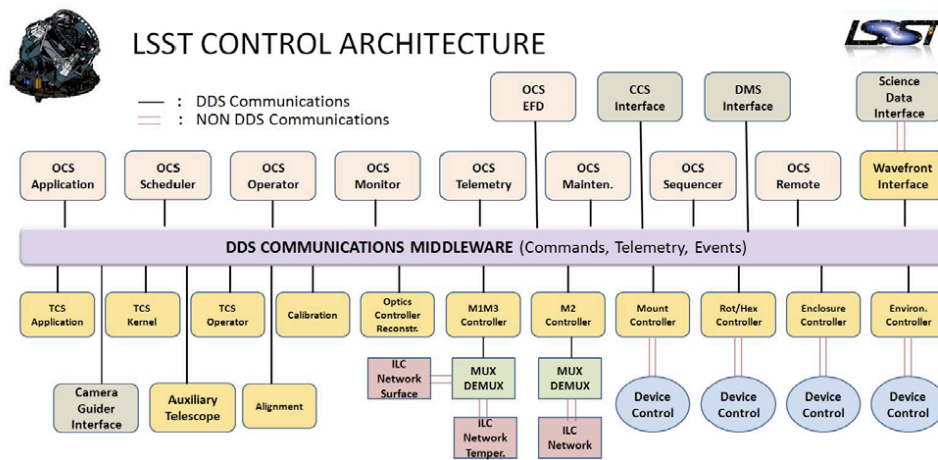 LSST CONTROL ARCHITECTURE
LSST
: DDS Communications
: NON DDS Communications
OCS
EFD
CCS
Interface
DMS
Interface
Science
Data
Interface
OCS
Application
OCS
Scheduler
OCS
Operator
OCS
Monitor
OCS
Telemetry
OCS
Mainten.
OCS
Sequencer
OCS
Remote
Wavefront
Interface
DDS COMMUNICATIONS MIDDLEWARE (Commands, Telemetry, Events)
TCS
Application
TCS
Kernel
TCS
Operator
Calibration
Optics
Controller
Reconstr.
M1M3
Controller
M2
Controller
Mount
Controller
Rot/Hex
Controller
Enclosure
Controller
Environ.
Controller
Camera
Guider
Interface
Auxiliary
Telescope
Alignment
ILC
Network
Surface
MUX
DEMUX
MUX
DEMUX
ILC
Network
Temper.
ILC
Network
Device
Control
Device
Control
Device
Control
Device
Control